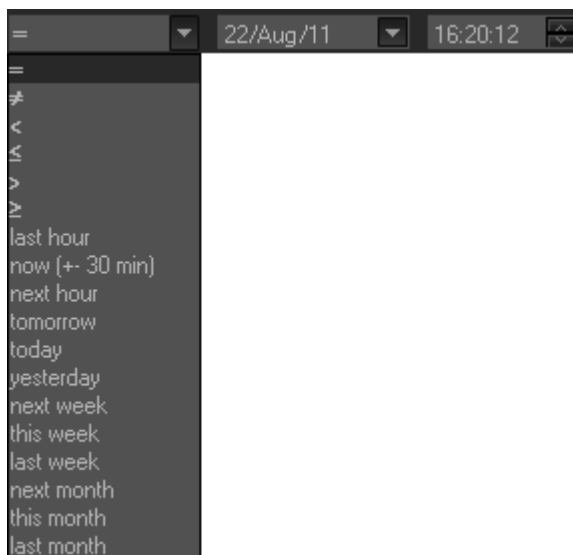 = 22/Aug/11 16:20:12
=
≠
<
≤
>
≥
last hour
now (+- 30 min)
next hour
tomorrow
today
yesterday
next week
this week
last week
next month
this month
last month